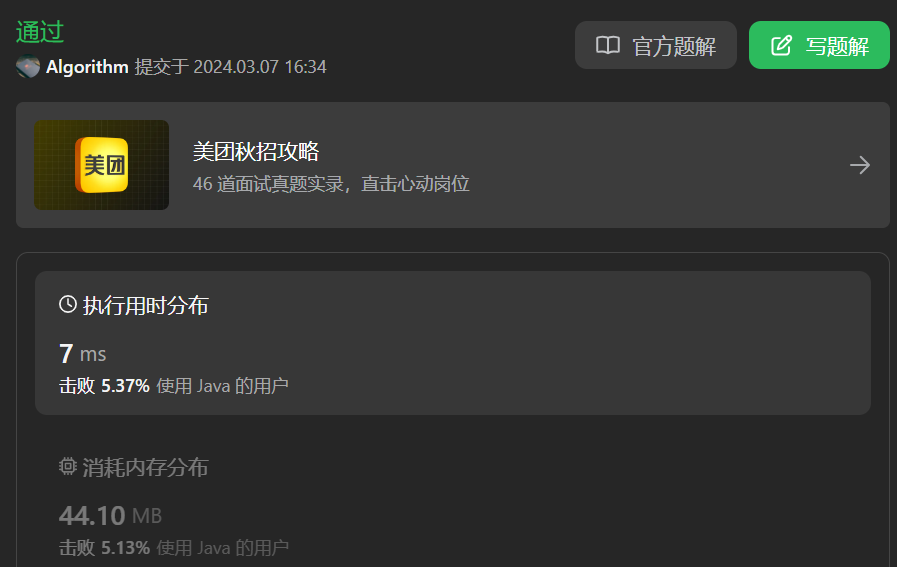 通过
官方题解
写题解
Algorithm 提交于 2024.03.07 16:34
美团
美团秋招攻略
46 道面试真题实录，直击心动岗位
执行用时分布
7 ms
击败 5.37% 使用 Java 的用户
消耗内存分布
44.10 MB
击败 5.13% 使用 Java 的用户